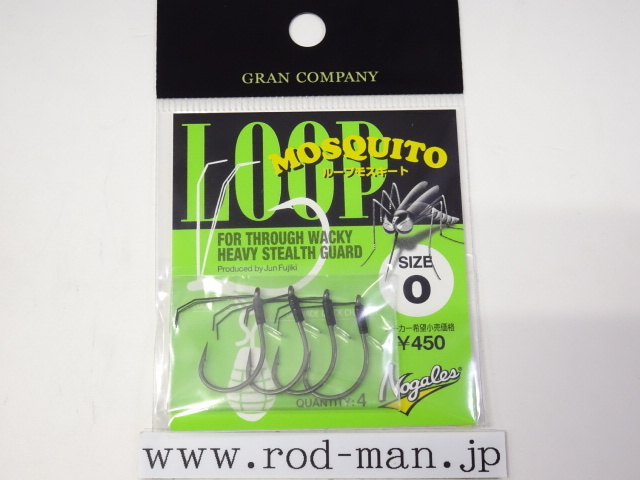 GRAN COMPANY
LOOP
MOSQUITO
ループモスキート
FOR THROUGH WACKY
HEAVY STEALTH GUARD
Produced by Jun Fujiki
SIZE
0
ーカー希望小売価格
¥450
Nogales
QUANTITY: 4
www.rod-man.jp